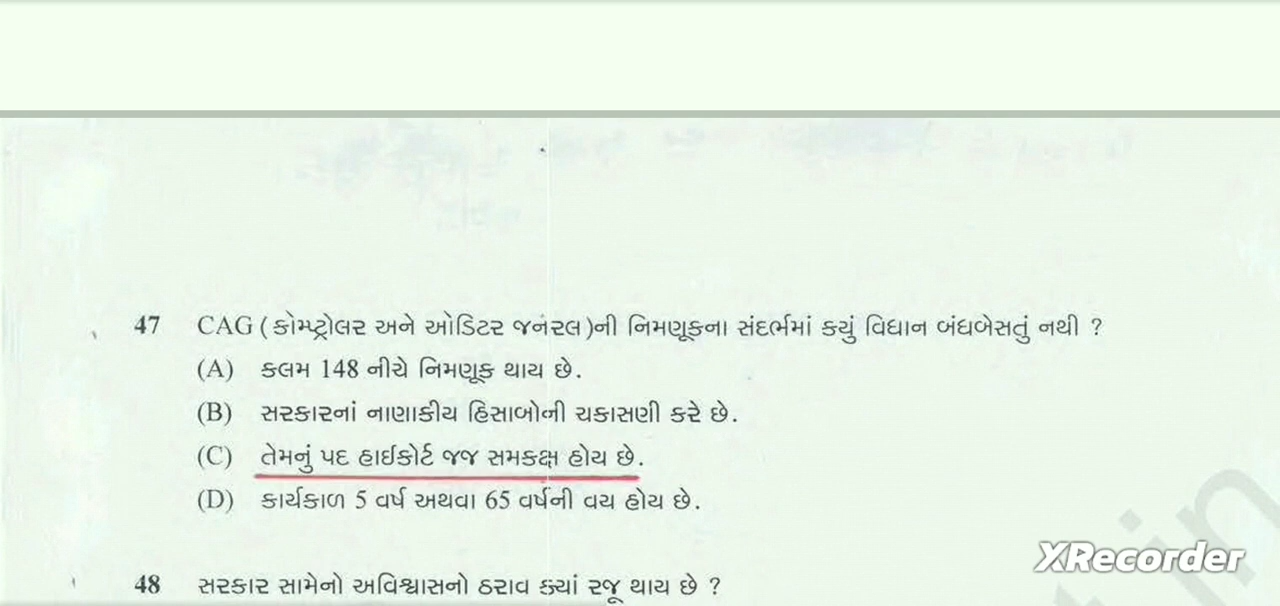 47 CAG (કોમ્ટ્રોલર અને ઓડિટર જનરલ)ની નિમણૂકના સંદર્ભમાં કયું વિધાન બંધબેસતું નથી ?
(A) કલમ 148 નીચે નિમણૂક થાય છે.
(B) સરકારનાં નાણાકીય હિસાબોની ચકાસણી કરે છે.
(C) તેમનું પદ હાઈકોર્ટ જજ સમકક્ષ હોય છે.
(D) કાર્યકાળ 5 વર્ષ અથવા 65 વર્ષની વય હોય છે.
in
XRecorder
48 સરકાર સામેનો અવિશ્વાસનો ઠરાવ ક્યાં રજૂ થાય છે ?